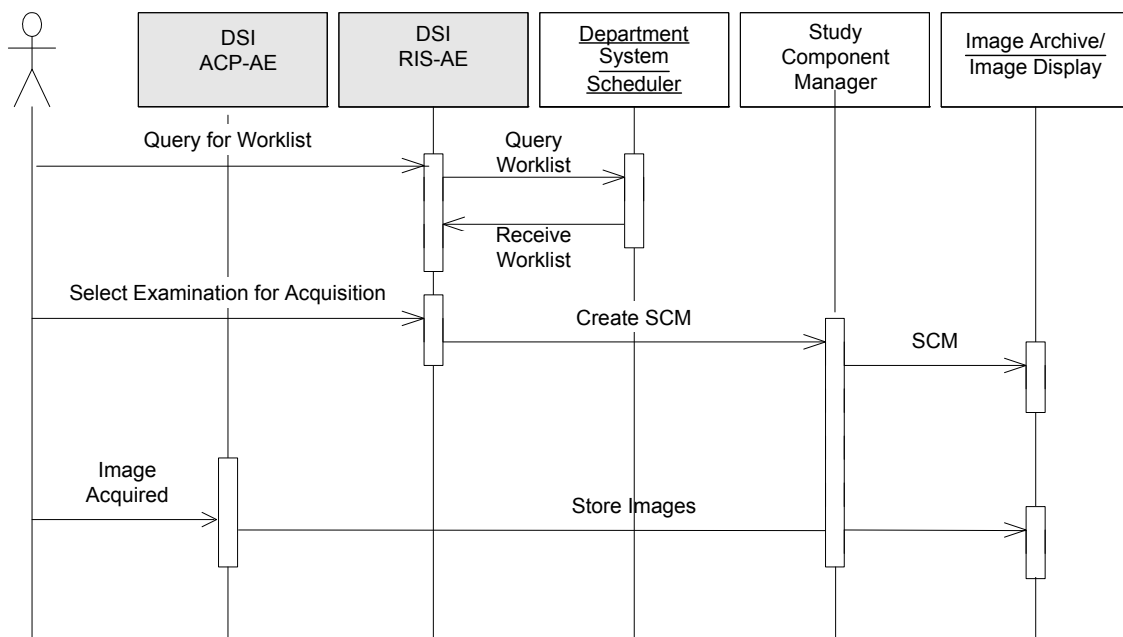 DSI
ACP-AE
DSI
RIS-AE
Department
System
Scheduler
Study
Component
Manager
Image Archive/
Image Display
Query for Worklist
Query
Worklist
Receive
Worklist
Select Examination for Acquisition
Create SCM
SCM
Image
Acquired
Store Images